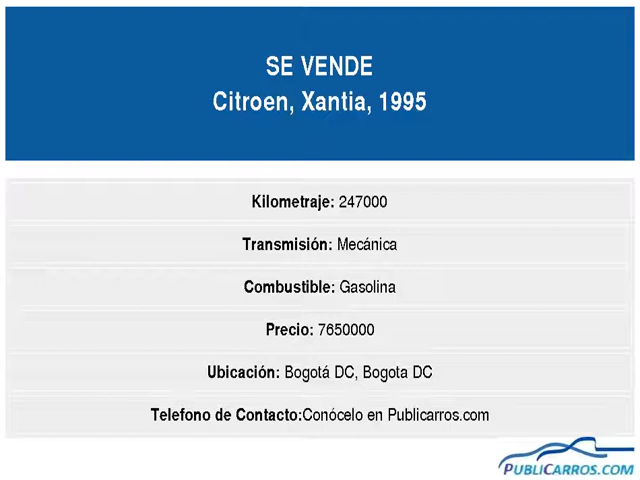 SE VENDE
Citroen, Xantia, 1995
Kilometraje: 247000
Transmisión: Mecánica
Combustible: Gasolina
Precio: 7650000
Ubicación: Bogotá DC, Bogota DC
Telefono de Contacto:Conócelo en Publicarros.com
PUBLICARROS.COM